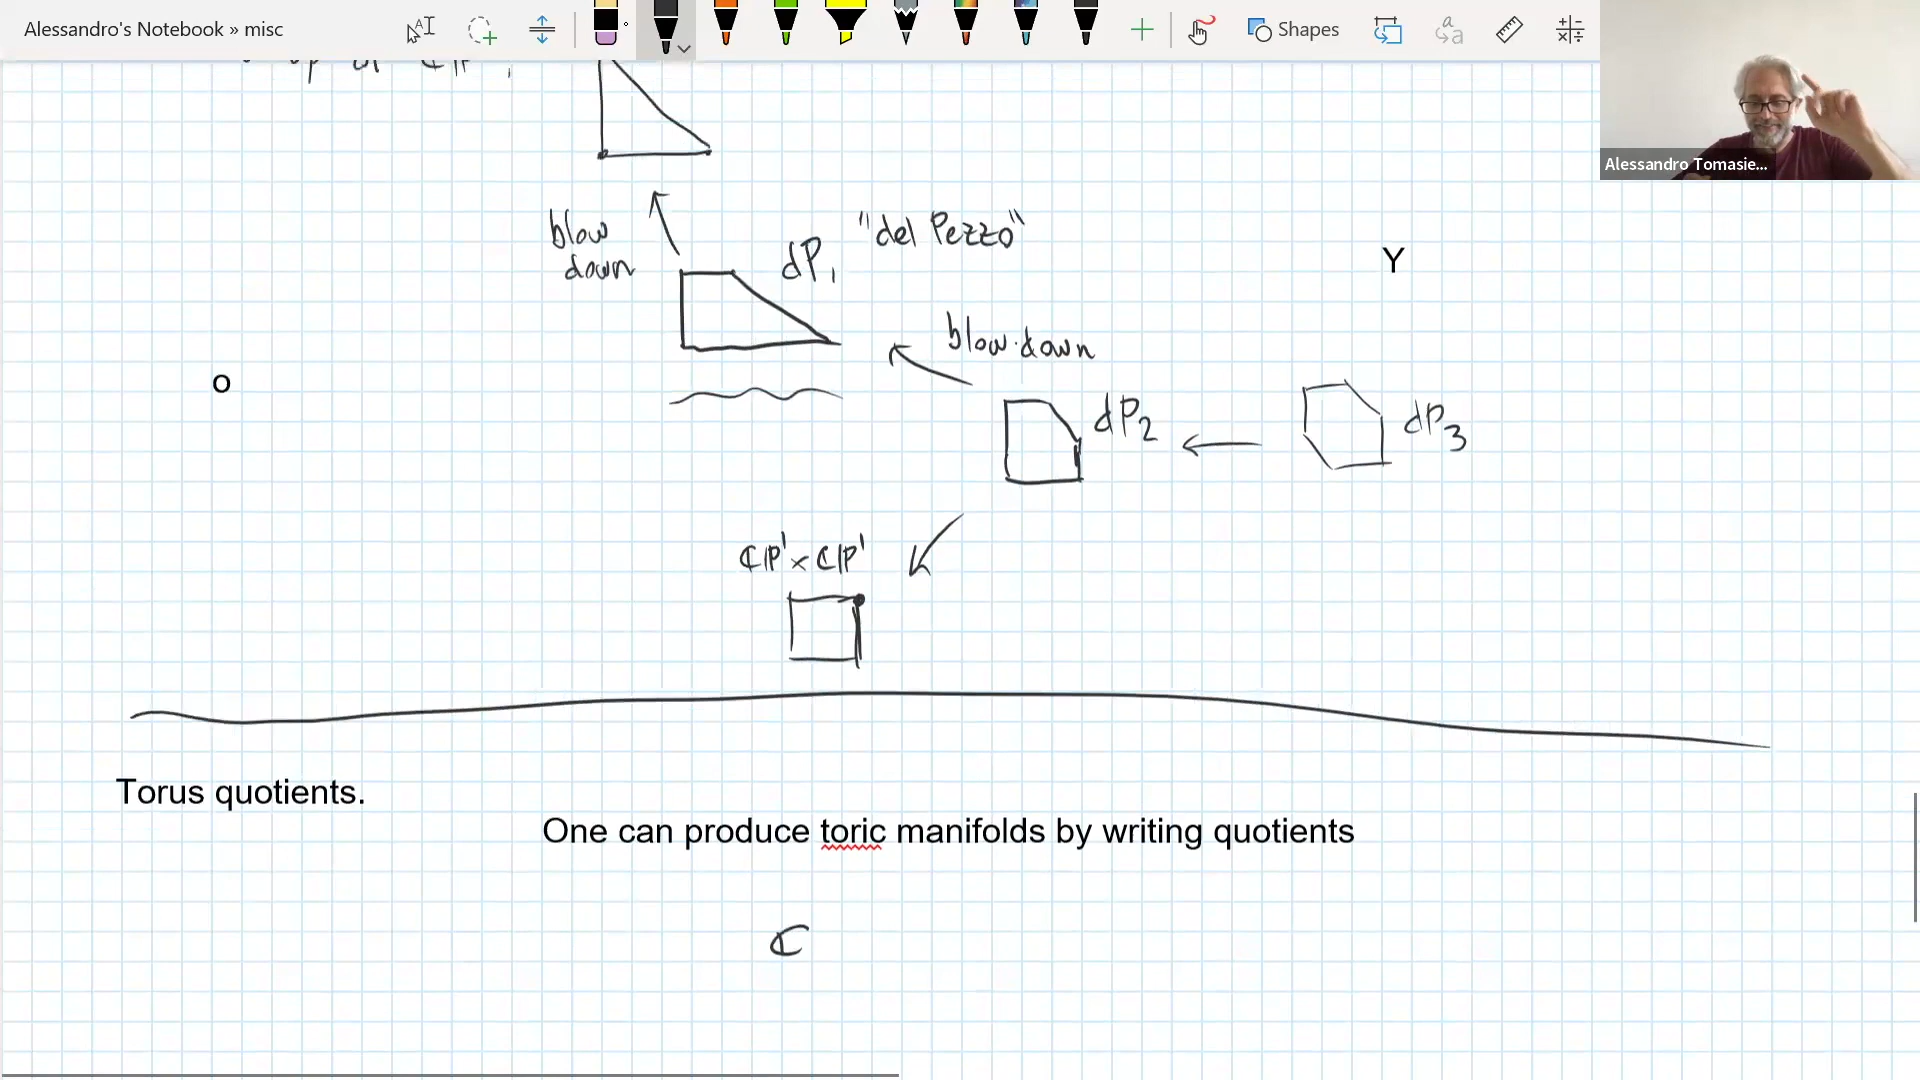 Alessandro's Notebook » misc
Shapes
Alessandro Tomasie...
blow
down
dP₁
"del Pezzo"
Y
blow-down
o
dP₂
dP₃
ℂP¹×ℂP¹
Torus quotients.
One can produce toric manifolds by writing quotients
ℂ